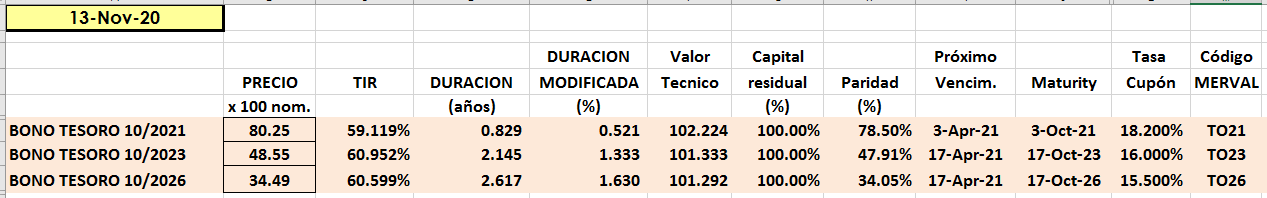 13-Nov-20
DURACION Valor Capital Próximo Tasa Código
PRECIO TIR DURACION MODIFICADA Tecnico residual Paridad Vencim. Maturity Cupón MERVAL
x 100 nom. (años) (%) (%) (%)
BONO TESORO 10/2021 80.25 59.119% 0.829 0.521 102.224 100.00% 78.50% 3-Apr-21 3-Oct-21 18.200% TO21
BONO TESORO 10/2023 48.55 60.952% 2.145 1.333 101.333 100.00% 47.91% 17-Apr-21 17-Oct-23 16.000% TO23
BONO TESORO 10/2026 34.49 60.599% 2.617 1.630 101.292 100.00% 34.05% 17-Apr-21 17-Oct-26 15.500% TO26